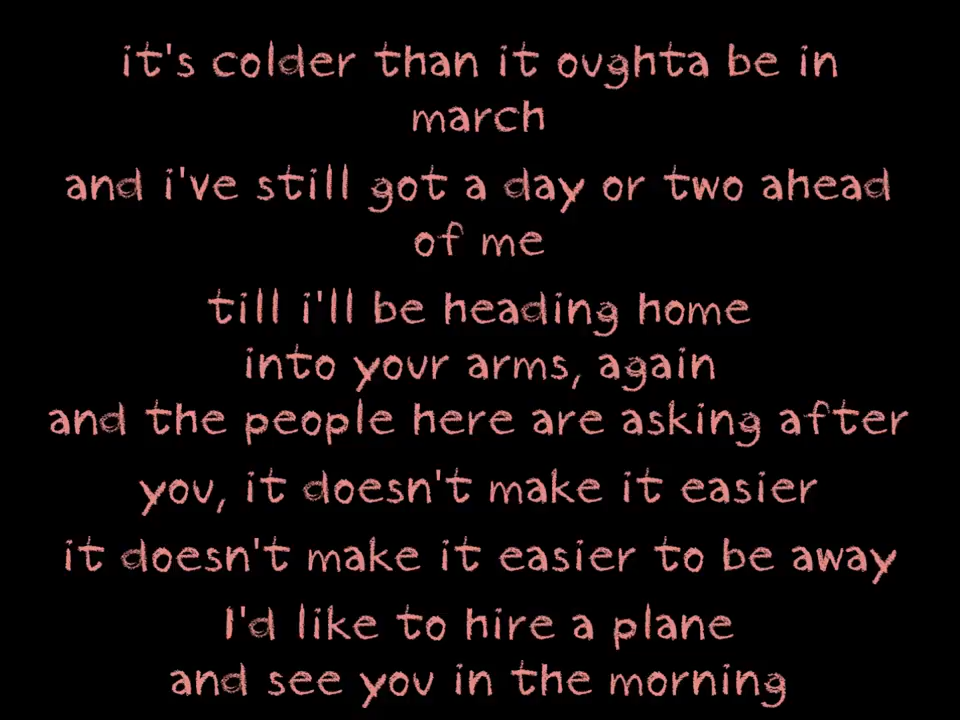 it's colder than it oughta be in
march
and i've still got a day or two ahead
of me
till i'll be heading home
into your arms, again
and the people here are asking after
you, it doesn't make it easier
it doesn't make it easier to be away
I'd like to hire a plane
and see you in the morning